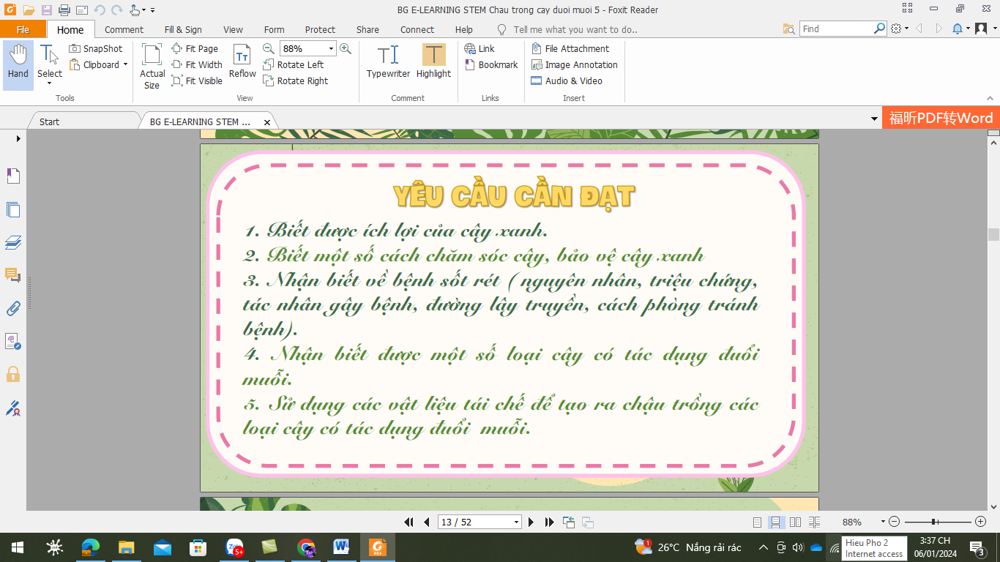 BG E-LEARNING STEM Chau trong cay duoi muoi 5 - Foxit Reader
File Home Comment Fill & Sign View Form Protect Share Connect Help Tell me what you want to do.. Find
Hand
Select
SnapShot
Clipboard
Tools
Actual Size
Fit Page
Fit Width
Fit Visible
Reflow
88%
Rotate Left
Rotate Right
View
Typewriter
Highlight
Comment
Link
Bookmark
Links
File Attachment
Image Annotation
Audio & Video
Insert
Start
BG E-LEARNING STEM ...
福昕PDF转Word
YÊU CẦU CẦN ĐẠT
1. Biết được ích lợi của cây xanh.
2. Biết một số cách chăm sóc cây, bảo vệ cây xanh
3. Nhận biết về bệnh sốt rét ( nguyên nhân, triệu chứng,
tác nhân gây bệnh, đường lây truyền, cách phòng tránh
bệnh).
4. Nhận biết được một số loại cây có tác dụng đuổi
muỗi.
5. Sử dụng các vật liệu tái chế để tạo ra chậu trồng các
loại cây có tác dụng đuổi muỗi.
13 / 52
88%
Zalo
5+
W
PDF
1
26°C Nắng rải rác
Hieu Pho 2
Internet access
3:37 CH
06/01/2024
3